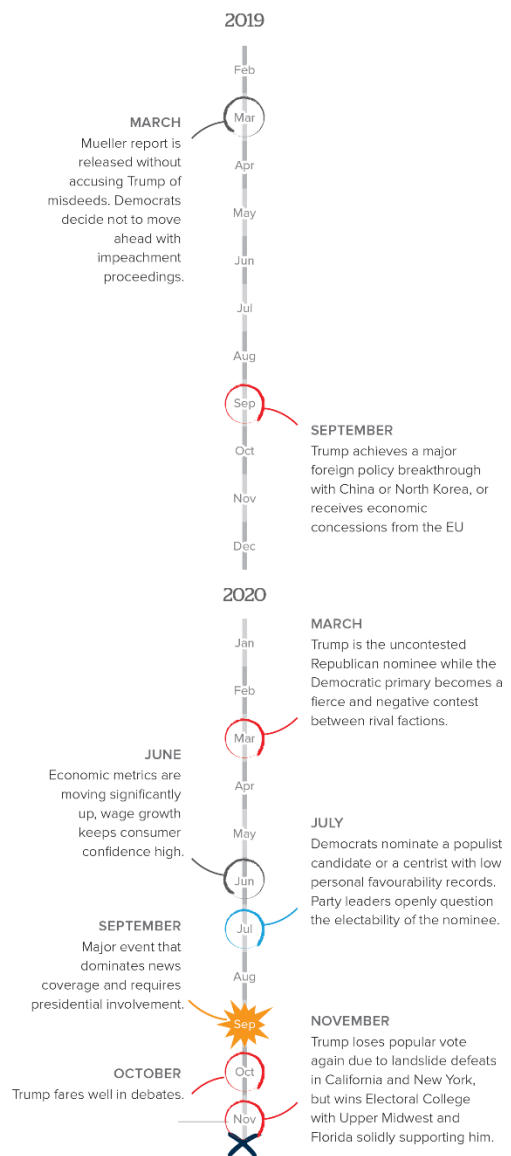 2019
Feb
Mar
MARCH
Mueller report is
released without
accusing Trump of
misdeeds. Democrats
decide not to move
ahead with
impeachment
proceedings.
Apr
May
Jun
Jul
Aug
Sep
SEPTEMBER
Trump achieves a major
foreign policy breakthrough
with China or North Korea, or
receives economic
concessions from the EU
Oct
Nov
Dec
2020
Jan
Feb
Mar
MARCH
Trump is the uncontested
Republican nominee while the
Democratic primary becomes a
fierce and negative contest
between rival factions.
Apr
May
Jun
JUNE
Economic metrics are
moving significantly
up, wage growth
keeps consumer
confidence high.
Jul
JULY
Democrats nominate a populist
candidate or a centrist with low
personal favourability records.
Party leaders openly question
the electability of the nominee.
Aug
Sep
SEPTEMBER
Major event that
dominates news
coverage and requires
presidential involvement.
Oct
OCTOBER
Trump fares well in debates.
Nov
NOVEMBER
Trump loses popular vote
again due to landslide defeats
in California and New York,
but wins Electoral College
with Upper Midwest and
Florida solidly supporting him.